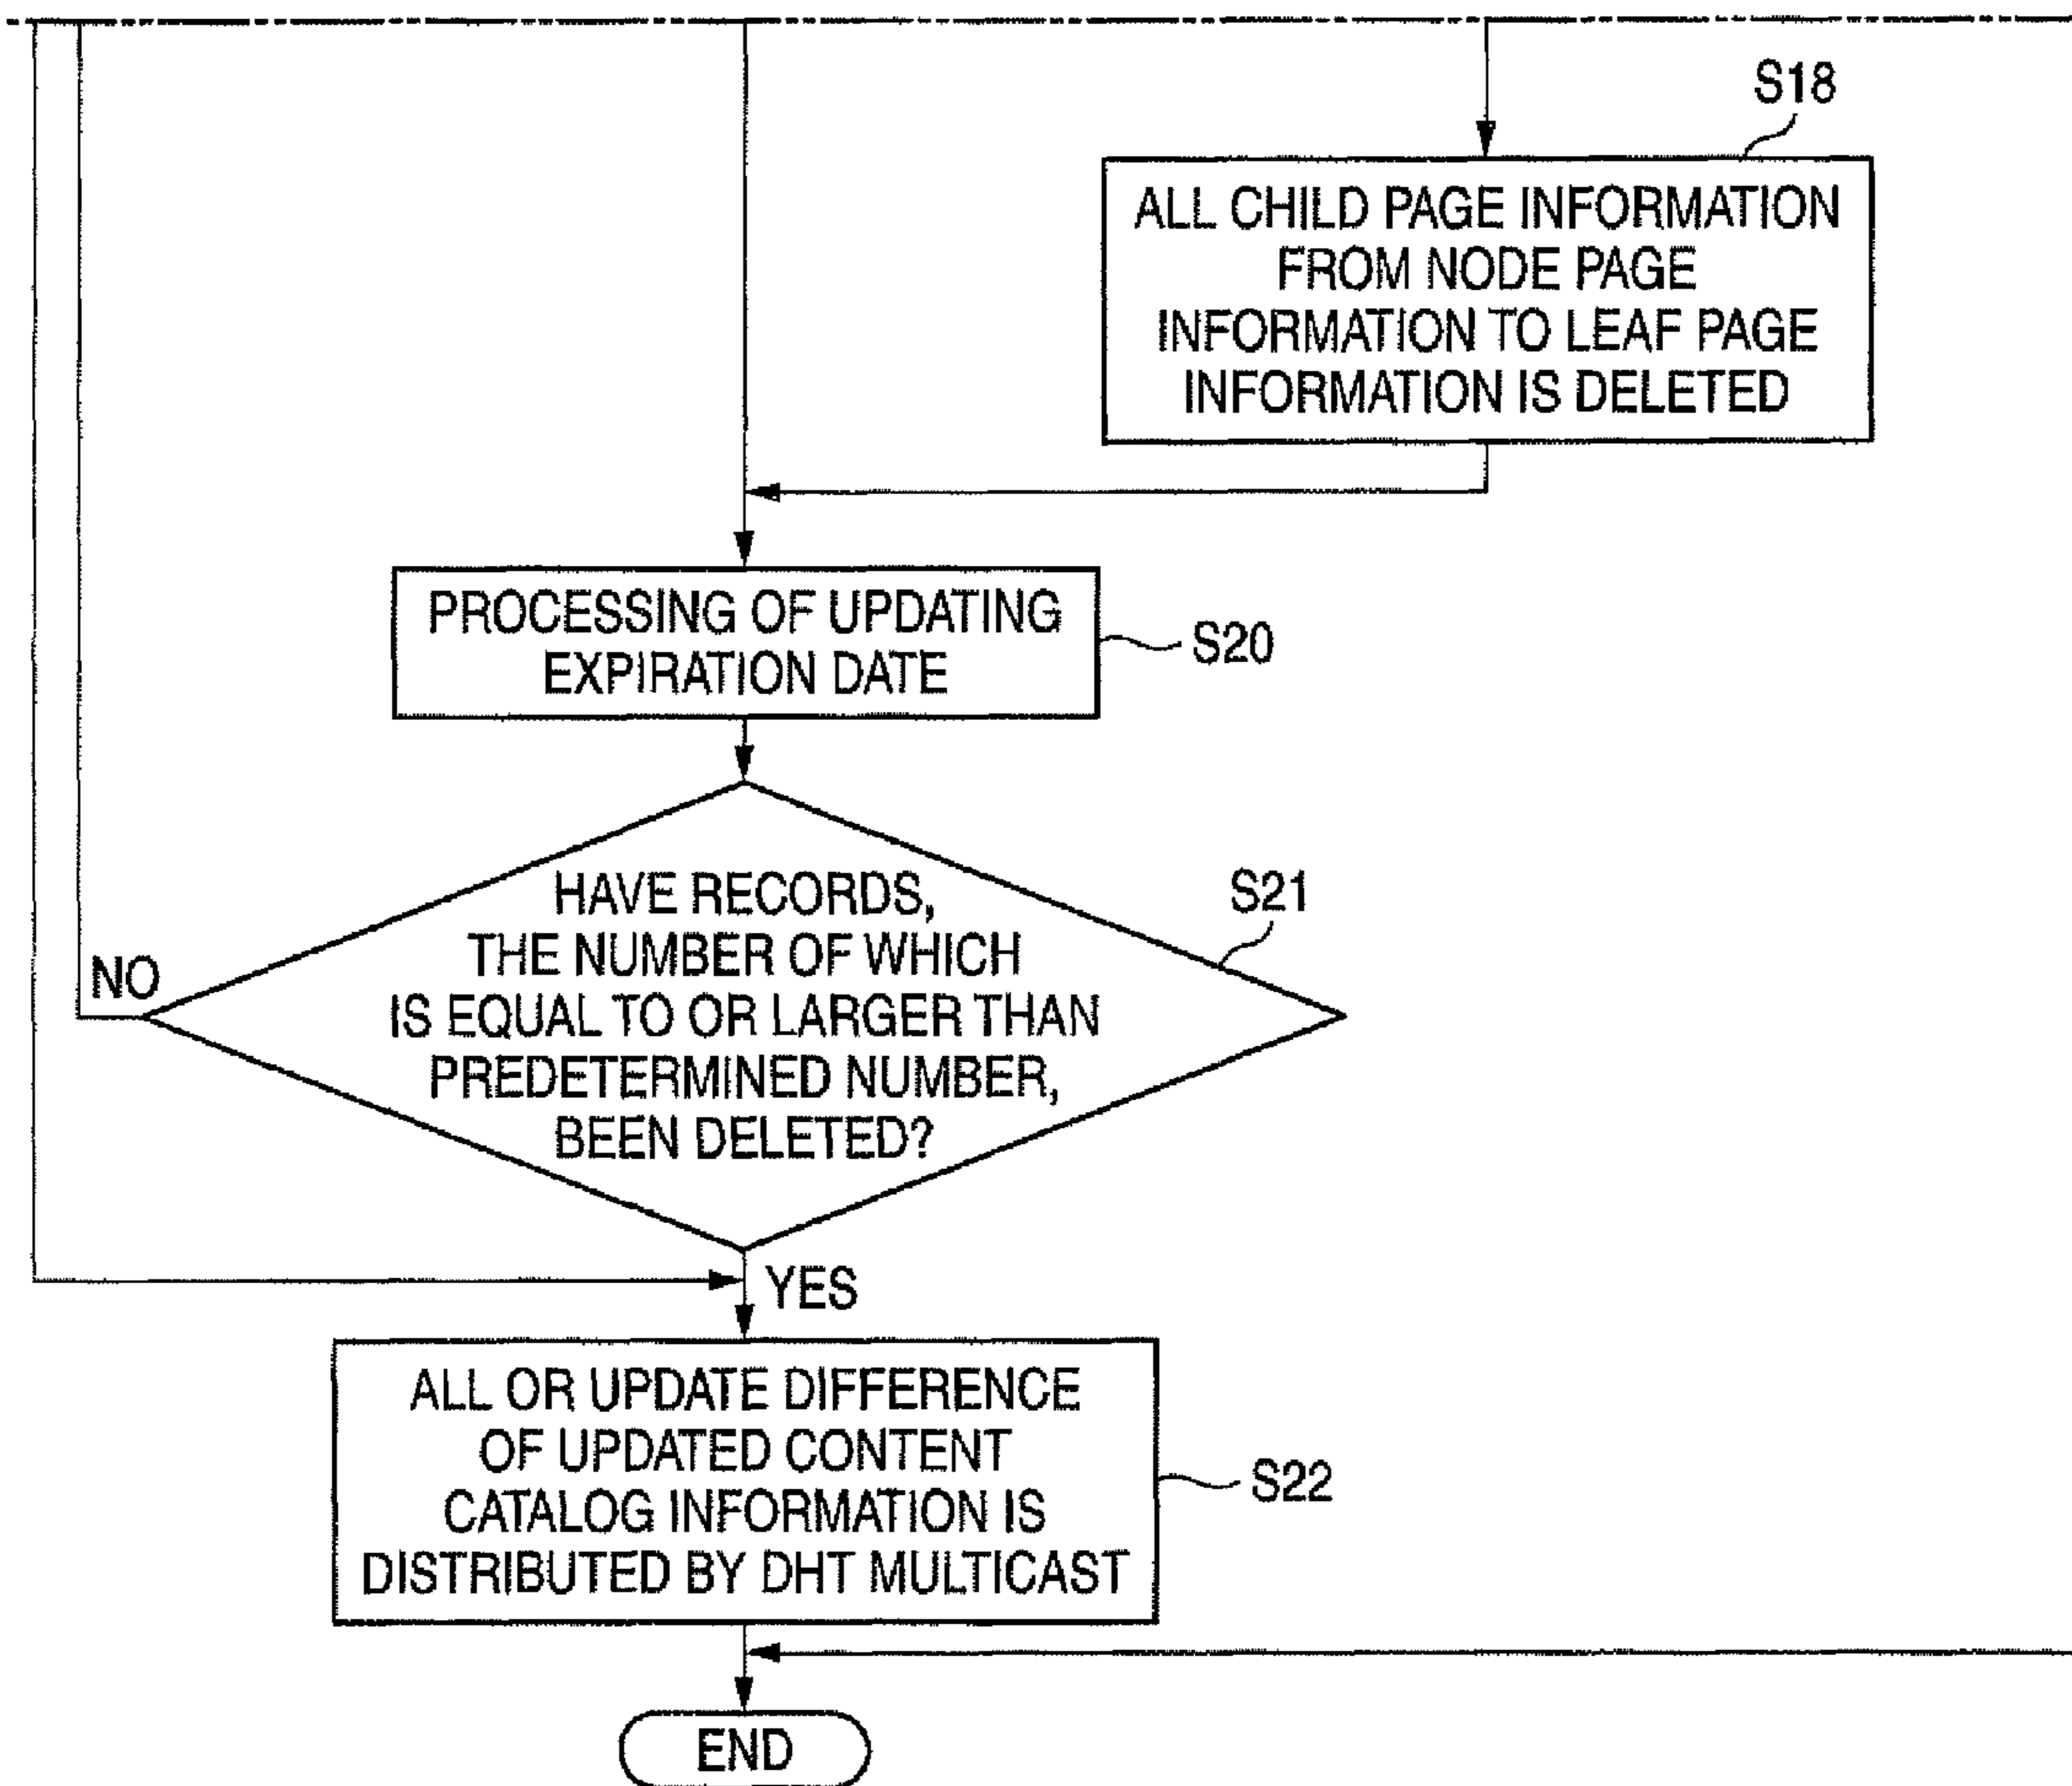 S18
ALL CHILD PAGE INFORMATION
FROM NODE PAGE
INFORMATION TO LEAF PAGE
INFORMATION IS DELETED
PROCESSING OF UPDATING
EXPIRATION DATE
S20
S21
HAVE RECORDS,
THE NUMBER OF WHICH
IS EQUAL TO OR LARGER THAN
PREDETERMINED NUMBER,
BEEN DELETED?
NO
YES
ALL OR UPDATE DIFFERENCE
OF UPDATED CONTENT
CATALOG INFORMATION IS
DISTRIBUTED BY DHT MULTICAST
S22
END